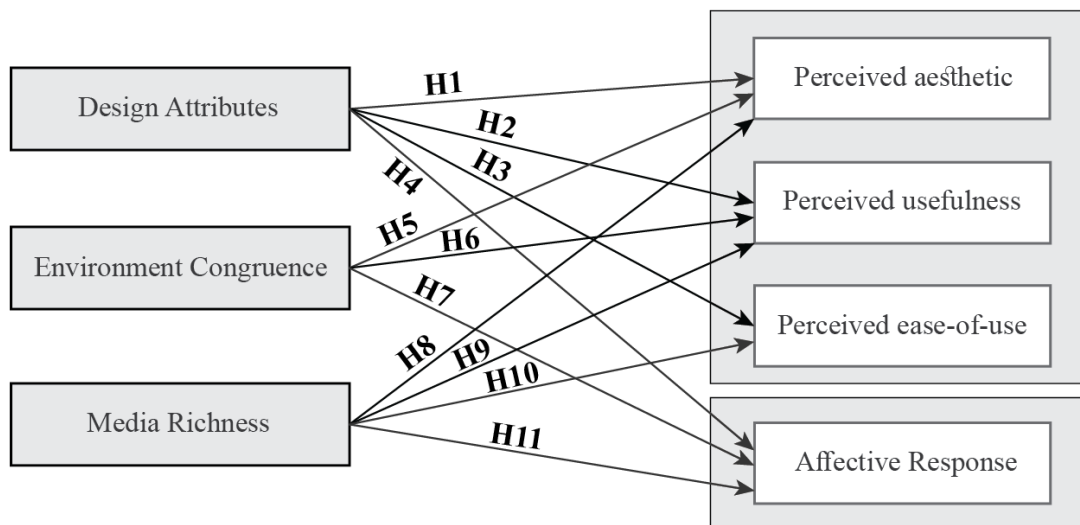 Design Attributes
Environment Congruence
Media Richness
H1
H2
H3
H4
H5
H6
H7
H8
H9
H10
H11
Perceived aesthetic
Perceived usefulness
Perceived ease-of-use
Affective Response